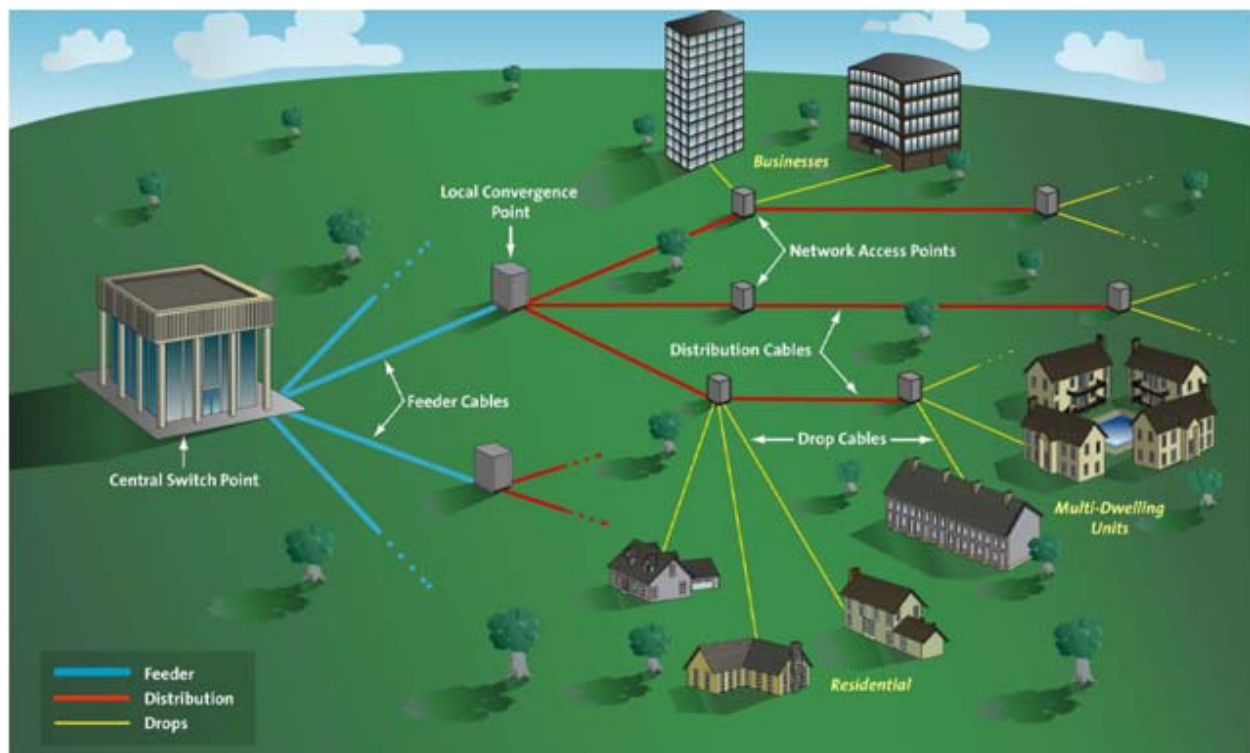 Businesses
Local Convergence
Point
Network Access Points
Distribution Cables
Feeder Cables
Drop Cables
Central Switch Point
Multi-Dwelling
Units
Residential
Feeder
Distribution
Drops